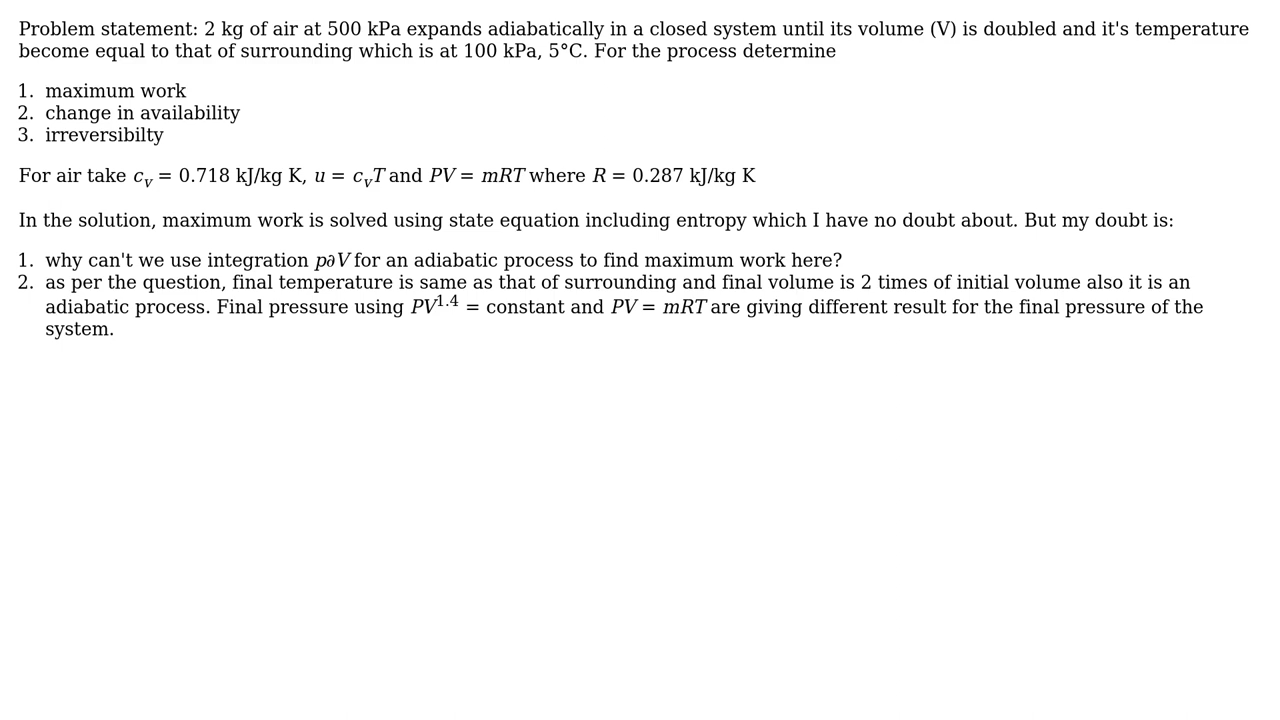 Problem statement: 2 kg of air at 500 kPa expands adiabatically in a closed system until its volume (V) is doubled and it's temperature
become equal to that of surrounding which is at 100 kPa, 5°C. For the process determine
1. maximum work
2. change in availability
3. irreversibilty
For air take c_v = 0.718 kJ/kg K, u = c_vT and PV = mRT where R = 0.287 kJ/kg K
In the solution, maximum work is solved using state equation including entropy which I have no doubt about. But my doubt is:
1. why can't we use integration p∂V for an adiabatic process to find maximum work here?
2. as per the question, final temperature is same as that of surrounding and final volume is 2 times of initial volume also it is an
adiabatic process. Final pressure using PV^1.4 = constant and PV = mRT are giving different result for the final pressure of the
system.